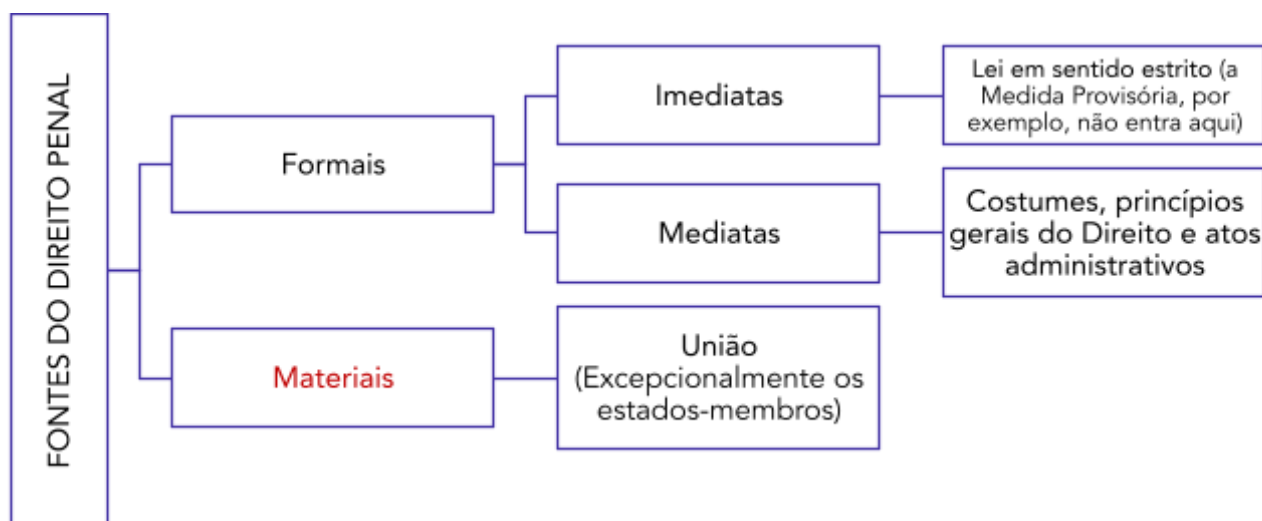 FONTES DO DIREITO PENAL
Formais
Imediatas
Lei em sentido estrito (a
Medida Provisória, por
exemplo, não entra aqui)
Mediatas
Costumes, princípios
gerais do Direito e atos
administrativos
Materiais
União
(Excepcionalmente os
estados-membros)